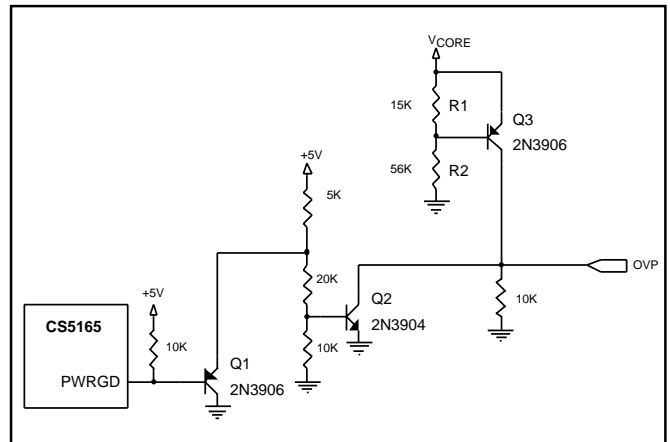 VCORE
15K
R1
Q3
2N3906
56K
R2
+5V
5K
20K
Q2
2N3904
10K
OVP
10K
+5V
10K
CS5165
PWRGD
Q1
2N3906